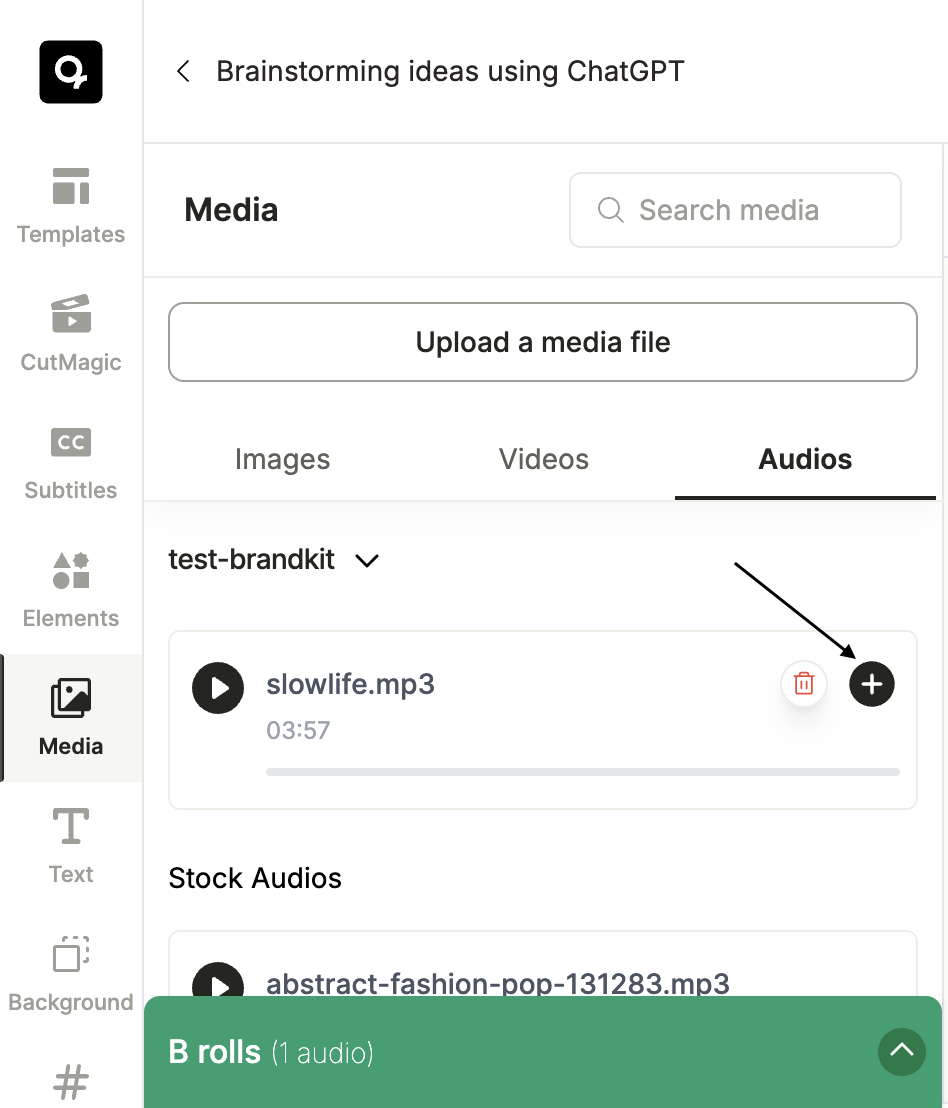 Brainstorming ideas using ChatGPT
Templates
CutMagic
CC
Subtitles
Elements
Media
Text
Background
#
Media
Search media
Upload a media file
Images Videos Audios
test-brandkit
slowlife.mp3
03:57
Stock Audios
abstract-fashion-pop-131283.mp3
B rolls (1 audio)